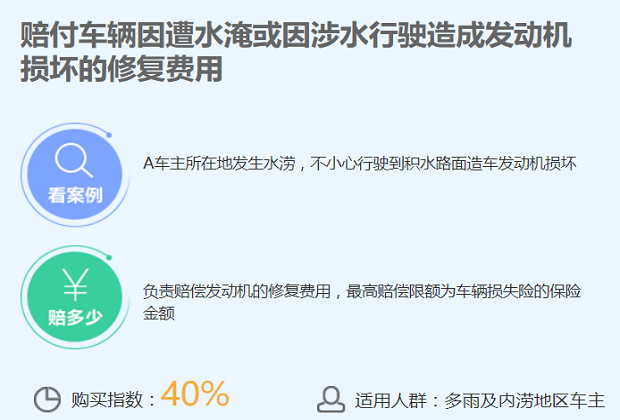 赔付车辆因遭水淹或因涉水行驶造成发动机
损坏的修复费用
看案例
A车主所在地发生水涝，不小心行驶到积水路面造车发动机损坏
¥
赔多少
负责赔偿发动机的修复费用，最高赔偿限额为车辆损失险的保险
金额
购买指数：40%
适用人群：多雨及内涝地区车主